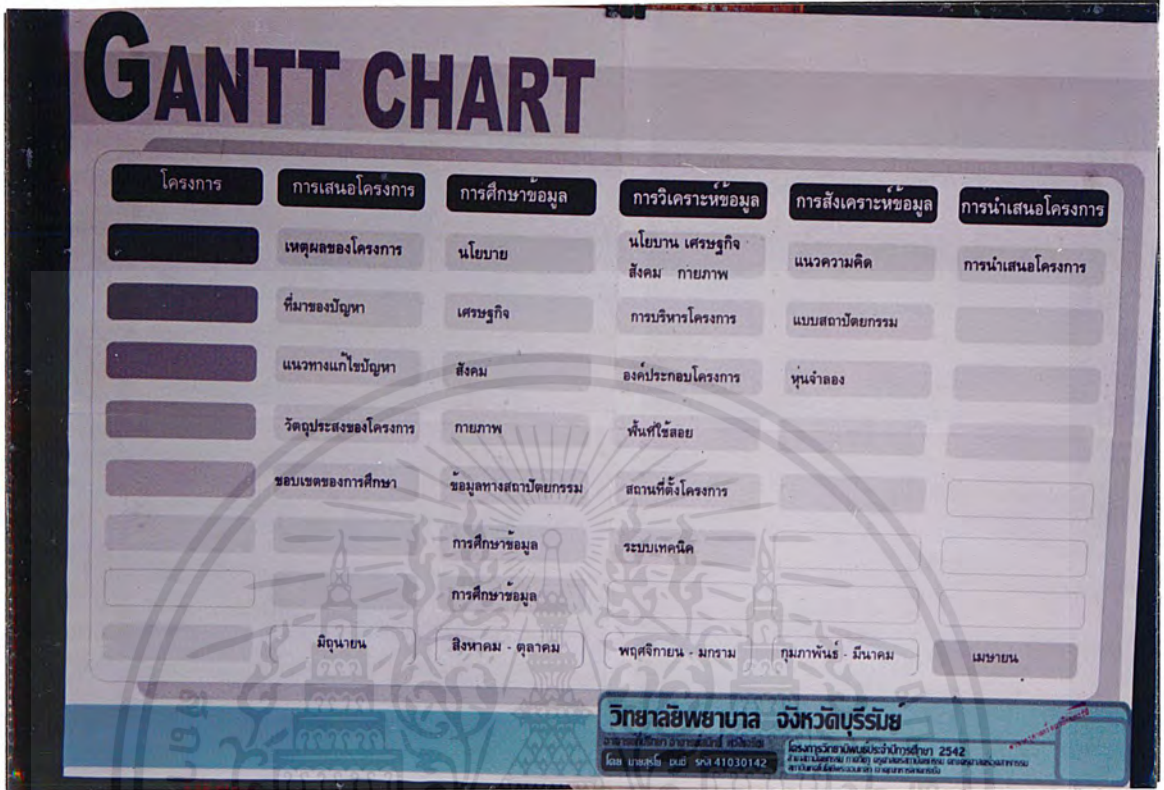 GANTT CHART
โครงการ การเสนอโครงการ การศึกษาข้อมูล การวิเคราะห์ข้อมูล การสังเคราะห์ข้อมูล การนำเสนอโครงการ
เหตุผลของโครงการ นโยบาย นโยบาน เศรษฐกิจ สังคม กายภาพ แนวความคิด การนำเสนอโครงการ
ที่มาของปัญหา เศรษฐกิจ การบริหารโครงการ แบบสถาปัตยกรรม
แนวทางแก้ไขปัญหา สังคม องค์ประกอบโครงการ หุ่นจำลอง
วัตถุประสงของโครงการ กายภาพ พื้นที่ใช้สอย
ขอบเขตของการศึกษา ข้อมูลทางสถาปัตยกรรม สถานที่ตั้งโครงการ
การศึกษาข้อมูล ระบบเทคนิค
การศึกษาข้อมูล
มิถุนายน สิงหาคม - ตุลาคม พฤศจิกายน - มกราม กุมภาพันธ์ - มีนาคม เมษายน
วิทยาลัยพยาบาล จังหวัดบุรีรัมย์
โครงการวิทยานิพนธ์ประจำปีการศึกษา 2542
โดย รหัส 41030142